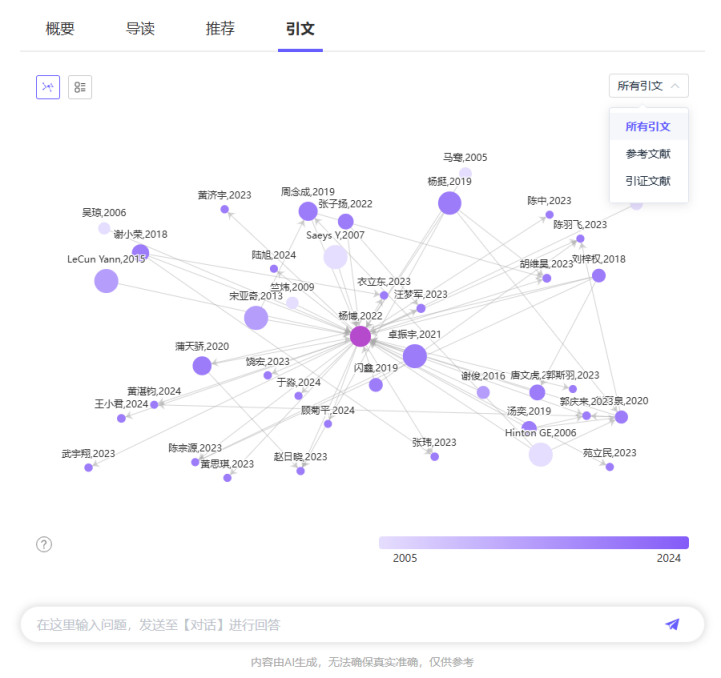 概要 导读 推荐 引文
所有引文
所有引文
参考文献
引证文献
马骞,2005
杨挺,2019
周念成,2019
黄济宇,2023
张子扬,2022
陈中,2023
吴琼,2006
陈羽飞,2023
谢小荣,2018
Saeys Y,2007
陆旭,2024
LeCun Yann,2015
胡维昊,2023
刘梓权,2018
衣立东,2023
竺炜,2009
宋亚奇,2013
汪梦军,2023
杨博,2022
卓振宇,2021
蒲天骄,2020
饶宏,2023
闪鑫,2019
谢俊,2016
唐文虎,2
郭斯羽,2023
于淼,2024
黄湛钧,2024
王小君,2024
郭庆来,2023
顾菊平,2024
汤奕,2019
Hinton GE,2006
张玮,2023
陈宗源,2023
武宇翔,2023
苑立民,2023
赵日晓,2023
黄思琪,2023
?
2005
2024
在这里输入问题，发送至【对话】进行回答
内容由AI生成，无法确保真实准确，仅供参考